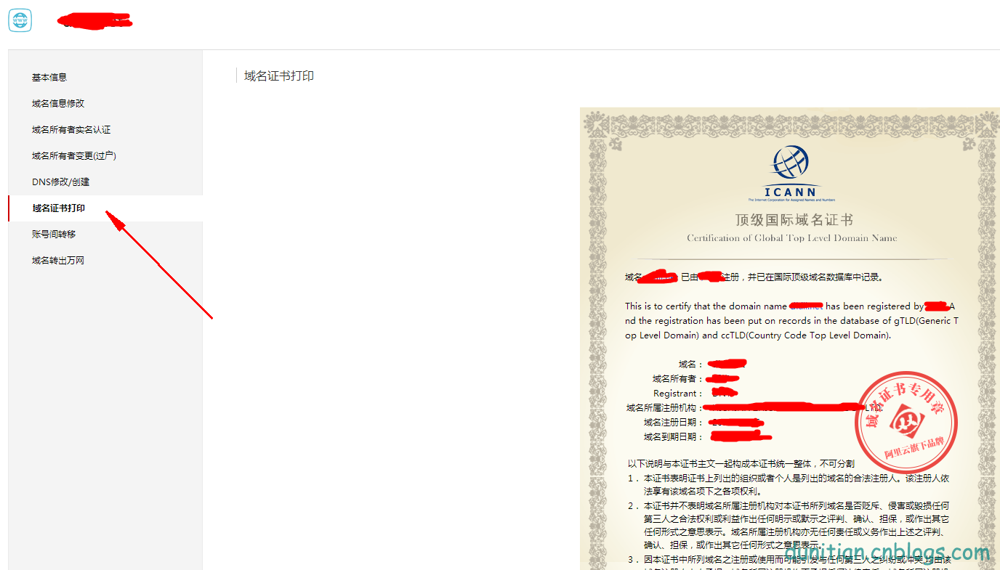 www
基本信息
域名信息修改
域名所有者实名认证
域名所有者变更(过户)
DNS修改/创建
域名证书打印
账号间转移
域名转出万网
域名证书打印
ICANN
The Internet Corporation for Assigned Names and Numbers
顶级国际域名证书
Certification of Global Top Level Domain Name
域名 已由 注册，并已在国际顶级域名数据库中记录。
This is to certify that the domain name has been registered by A
nd the registration has been put on records in the database of gTLD(Generic T
op Level Domain) and ccTLD(Country Code Top Level Domain).
域名：
域名所有者：
Registrant：
域名所属注册机构： LTD.
域名注册日期：
域名到期日期：
域名证书专用章
阿里云旗下品牌
以下说明与本证书主文一起构成本证书统一整体，不可分割
1．本证书表明证书上列出的组织或者个人是列出的域名的合法注册人。该注册人依
法享有该域名项下之各项权利。
2．本证书并不表明域名所属注册机构对本证书所列域名是否贬斥、侵害或毁损任何
第三人之合法权利或利益作出任何明示或默示之评判、确认、担保，或作出其它
任何形式之意思表示。域名所属注册机构亦无任何责任或义务作出上述之评判、
确认、担保，或作出其它任何形式之意思表示。
3．因本证书中所列域名之注册或使用而可能引发与任何第三人之纠纷或冲突,均由该
dunitian.cnblogs.com